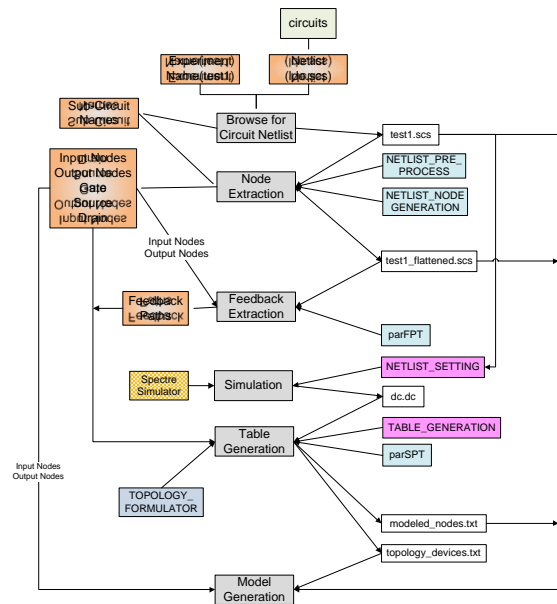 circuits
Experiment
Name(test1)
Netlist
Sub-Circuit
Names
Browse for
Circuit Netlist
test1.scs
Input Nodes
Output Nodes
Gate
Source
Drain
Node
Extraction
NETLIST_PRE_
PROCESS
NETLIST_NODE
GENERATION
Input Nodes
Output Nodes
test1_flattened.scs
Feedback
Paths
Feedback
Extraction
parFPT
NETLIST_SETTING
Spectre
Simulator
Simulation
dc.dc
TABLE_GENERATION
Table
Generation
parSPT
Input Nodes
Output Nodes
TOPOLOGY_
FORMULATOR
modeled_nodes.txt
topology_devices.txt
Model
Generation